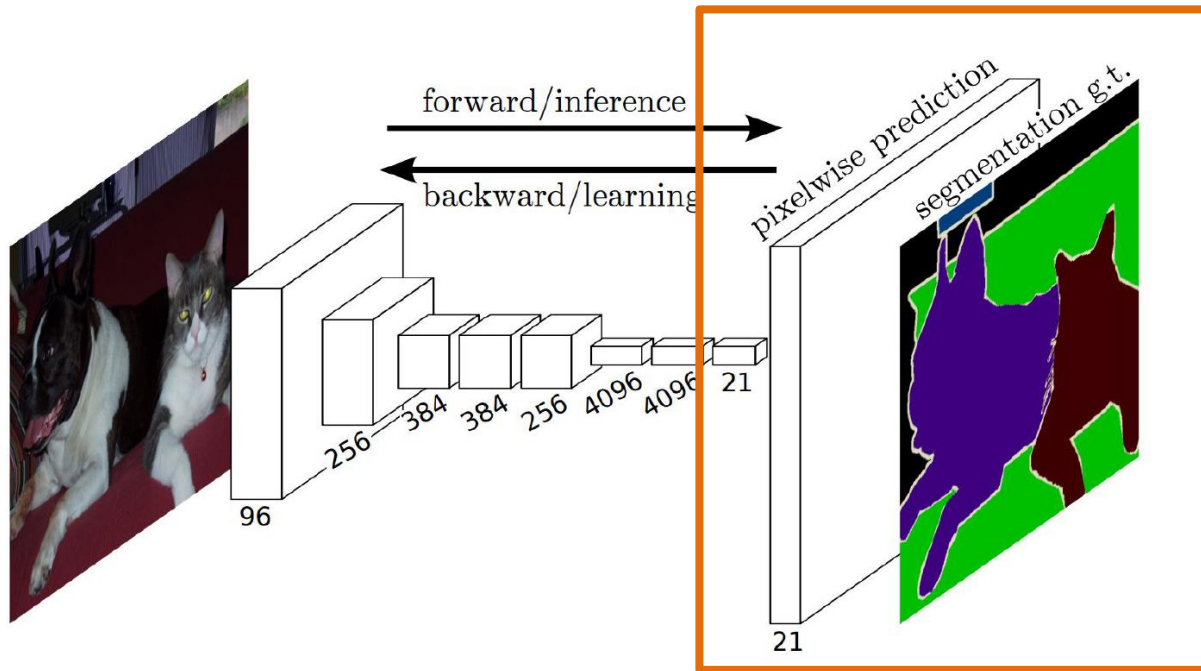 forward/inference
backward/learning
pixelwise prediction
segmentation g.t.
96
256
384
384
256
4096
4096
21
21